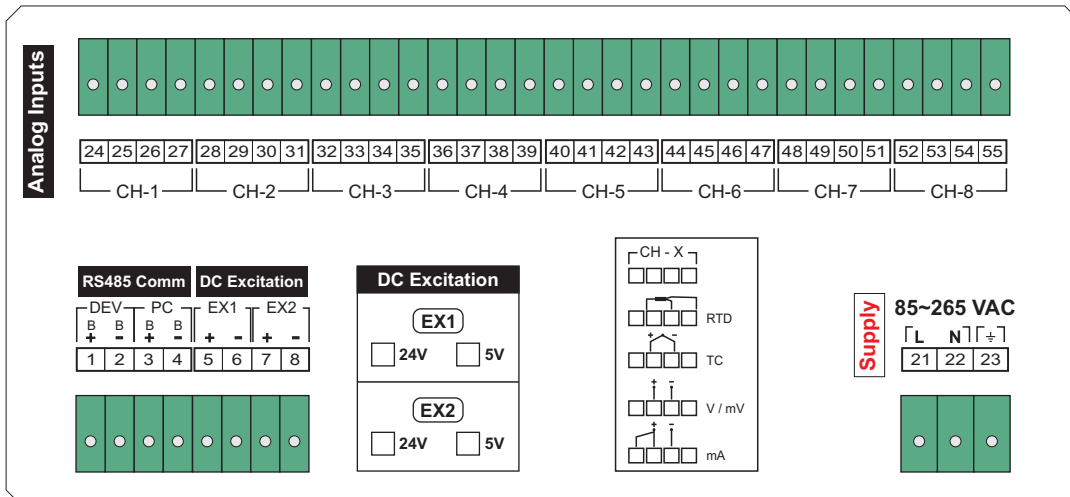 Analog Inputs
24 25 26 27 28 29 30 31 32 33 34 35 36 37 38 39 40 41 42 43 44 45 46 47 48 49 50 51 52 53 54 55
CH-1 CH-2 CH-3 CH-4 CH-5 CH-6 CH-7 CH-8
RS485 Comm DC Excitation
DEV PC EX1 EX2
B B B B
+ - + - + - + -
1 2 3 4 5 6 7 8
DC Excitation
EX1
24V 5V
EX2
24V 5V
CH - X
RTD
+ -
TC
+ -
V / mV
+ -
mA
Supply
85~265 VAC
L N ⏚
21 22 23